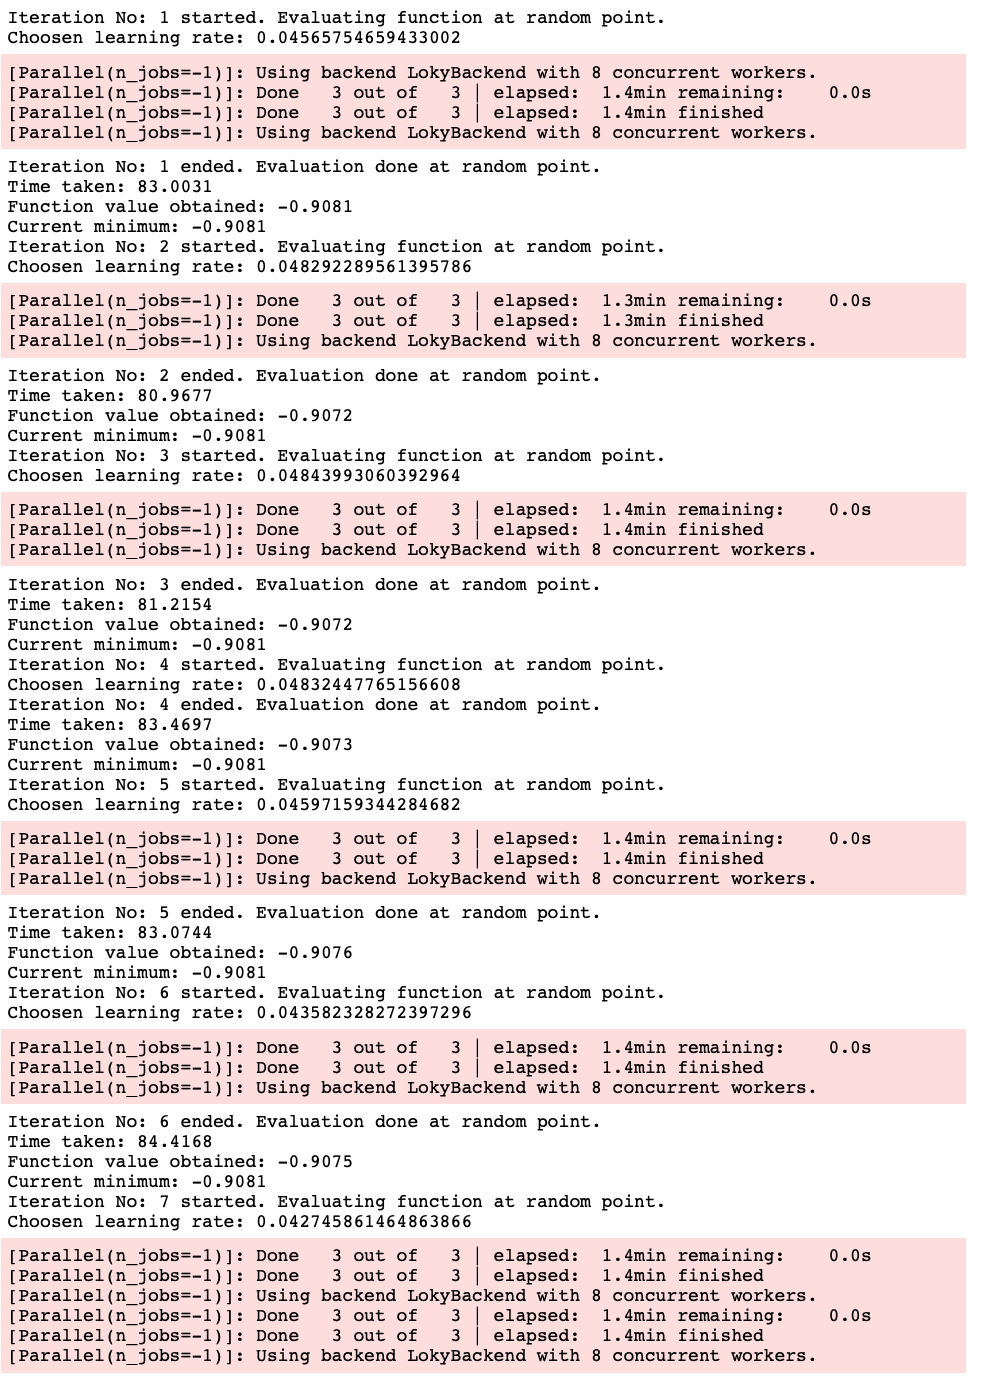 Iteration No: 1 started. Evaluating function at random point.
Choosen learning rate: 0.04565754659433002
[Parallel(n_jobs=-1)]: Using backend LokyBackend with 8 concurrent workers.
[Parallel(n_jobs=-1)]: Done   3 out of   3 | elapsed:  1.4min remaining:    0.0s
[Parallel(n_jobs=-1)]: Done   3 out of   3 | elapsed:  1.4min finished
[Parallel(n_jobs=-1)]: Using backend LokyBackend with 8 concurrent workers.
Iteration No: 1 ended. Evaluation done at random point.
Time taken: 83.0031
Function value obtained: -0.9081
Current minimum: -0.9081
Iteration No: 2 started. Evaluating function at random point.
Choosen learning rate: 0.048292289561395786
[Parallel(n_jobs=-1)]: Done   3 out of   3 | elapsed:  1.3min remaining:    0.0s
[Parallel(n_jobs=-1)]: Done   3 out of   3 | elapsed:  1.3min finished
[Parallel(n_jobs=-1)]: Using backend LokyBackend with 8 concurrent workers.
Iteration No: 2 ended. Evaluation done at random point.
Time taken: 80.9677
Function value obtained: -0.9072
Current minimum: -0.9081
Iteration No: 3 started. Evaluating function at random point.
Choosen learning rate: 0.04843993060392964
[Parallel(n_jobs=-1)]: Done   3 out of   3 | elapsed:  1.4min remaining:    0.0s
[Parallel(n_jobs=-1)]: Done   3 out of   3 | elapsed:  1.4min finished
[Parallel(n_jobs=-1)]: Using backend LokyBackend with 8 concurrent workers.
Iteration No: 3 ended. Evaluation done at random point.
Time taken: 81.2154
Function value obtained: -0.9072
Current minimum: -0.9081
Iteration No: 4 started. Evaluating function at random point.
Choosen learning rate: 0.04832447765156608
Iteration No: 4 ended. Evaluation done at random point.
Time taken: 83.4697
Function value obtained: -0.9073
Current minimum: -0.9081
Iteration No: 5 started. Evaluating function at random point.
Choosen learning rate: 0.04597159344284682
[Parallel(n_jobs=-1)]: Done   3 out of   3 | elapsed:  1.4min remaining:    0.0s
[Parallel(n_jobs=-1)]: Done   3 out of   3 | elapsed:  1.4min finished
[Parallel(n_jobs=-1)]: Using backend LokyBackend with 8 concurrent workers.
Iteration No: 5 ended. Evaluation done at random point.
Time taken: 83.0744
Function value obtained: -0.9076
Current minimum: -0.9081
Iteration No: 6 started. Evaluating function at random point.
Choosen learning rate: 0.043582328272397296
[Parallel(n_jobs=-1)]: Done   3 out of   3 | elapsed:  1.4min remaining:    0.0s
[Parallel(n_jobs=-1)]: Done   3 out of   3 | elapsed:  1.4min finished
[Parallel(n_jobs=-1)]: Using backend LokyBackend with 8 concurrent workers.
Iteration No: 6 ended. Evaluation done at random point.
Time taken: 84.4168
Function value obtained: -0.9075
Current minimum: -0.9081
Iteration No: 7 started. Evaluating function at random point.
Choosen learning rate: 0.042745861464863866
[Parallel(n_jobs=-1)]: Done   3 out of   3 | elapsed:  1.4min remaining:    0.0s
[Parallel(n_jobs=-1)]: Done   3 out of   3 | elapsed:  1.4min finished
[Parallel(n_jobs=-1)]: Using backend LokyBackend with 8 concurrent workers.
[Parallel(n_jobs=-1)]: Done   3 out of   3 | elapsed:  1.4min remaining:    0.0s
[Parallel(n_jobs=-1)]: Done   3 out of   3 | elapsed:  1.4min finished
[Parallel(n_jobs=-1)]: Using backend LokyBackend with 8 concurrent workers.